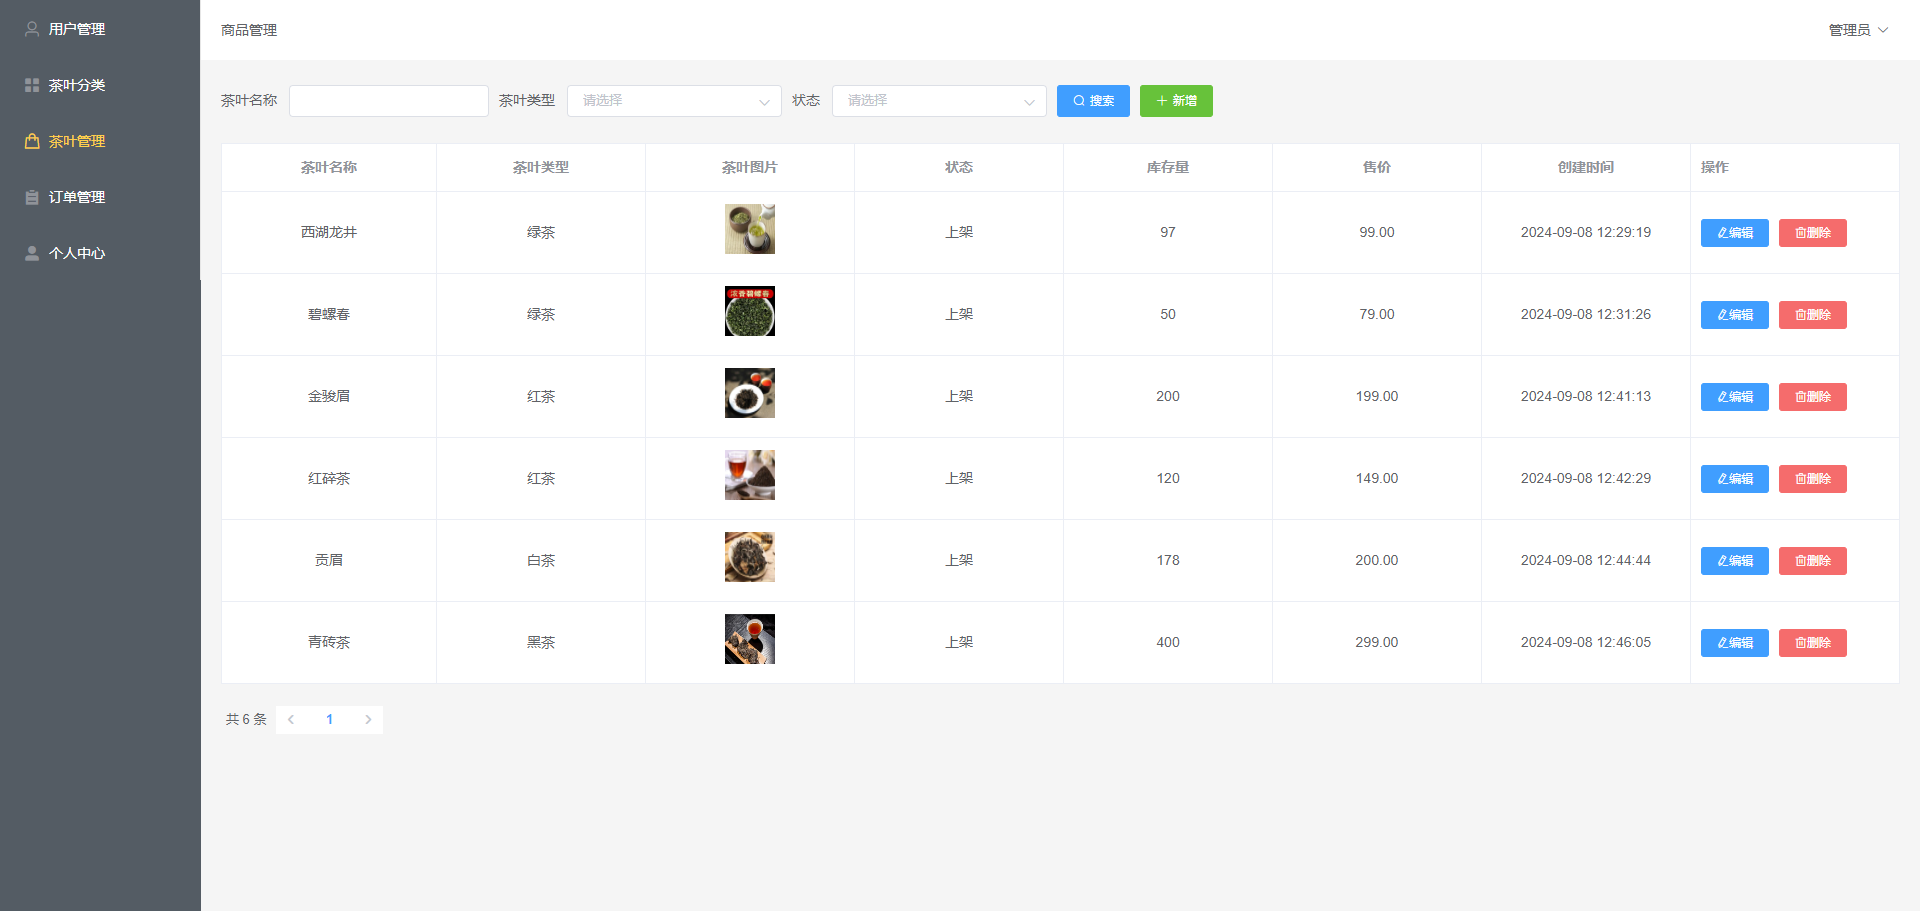 用户管理
茶叶分类
茶叶管理
订单管理
个人中心
商品管理 管理员
茶叶名称 茶叶类型 请选择 状态 请选择 搜索 新增
茶叶名称 茶叶类型 茶叶图片 状态 库存量 售价 创建时间 操作
西湖龙井 绿茶 上架 97 99.00 2024-09-08 12:29:19 编辑 删除
浓香碧螺春
碧螺春 绿茶 上架 50 79.00 2024-09-08 12:31:26 编辑 删除
金骏眉 红茶 上架 200 199.00 2024-09-08 12:41:13 编辑 删除
红碎茶 红茶 上架 120 149.00 2024-09-08 12:42:29 编辑 删除
贡眉 白茶 上架 178 200.00 2024-09-08 12:44:44 编辑 删除
青砖茶 黑茶 上架 400 299.00 2024-09-08 12:46:05 编辑 删除
共 6 条 1